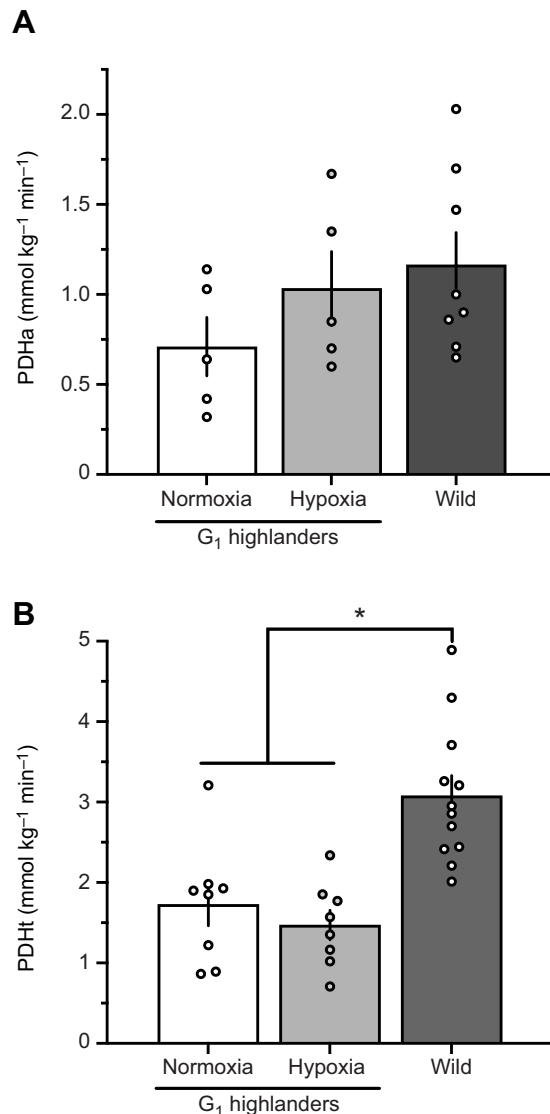 A
PDHa (mmol kg⁻¹ min⁻¹)
2.0
1.5
1.0
0.5
0
Normoxia Hypoxia Wild
G₁ highlanders
B
*
PDHt (mmol kg⁻¹ min⁻¹)
5
4
3
2
1
0
Normoxia Hypoxia Wild
G₁ highlanders